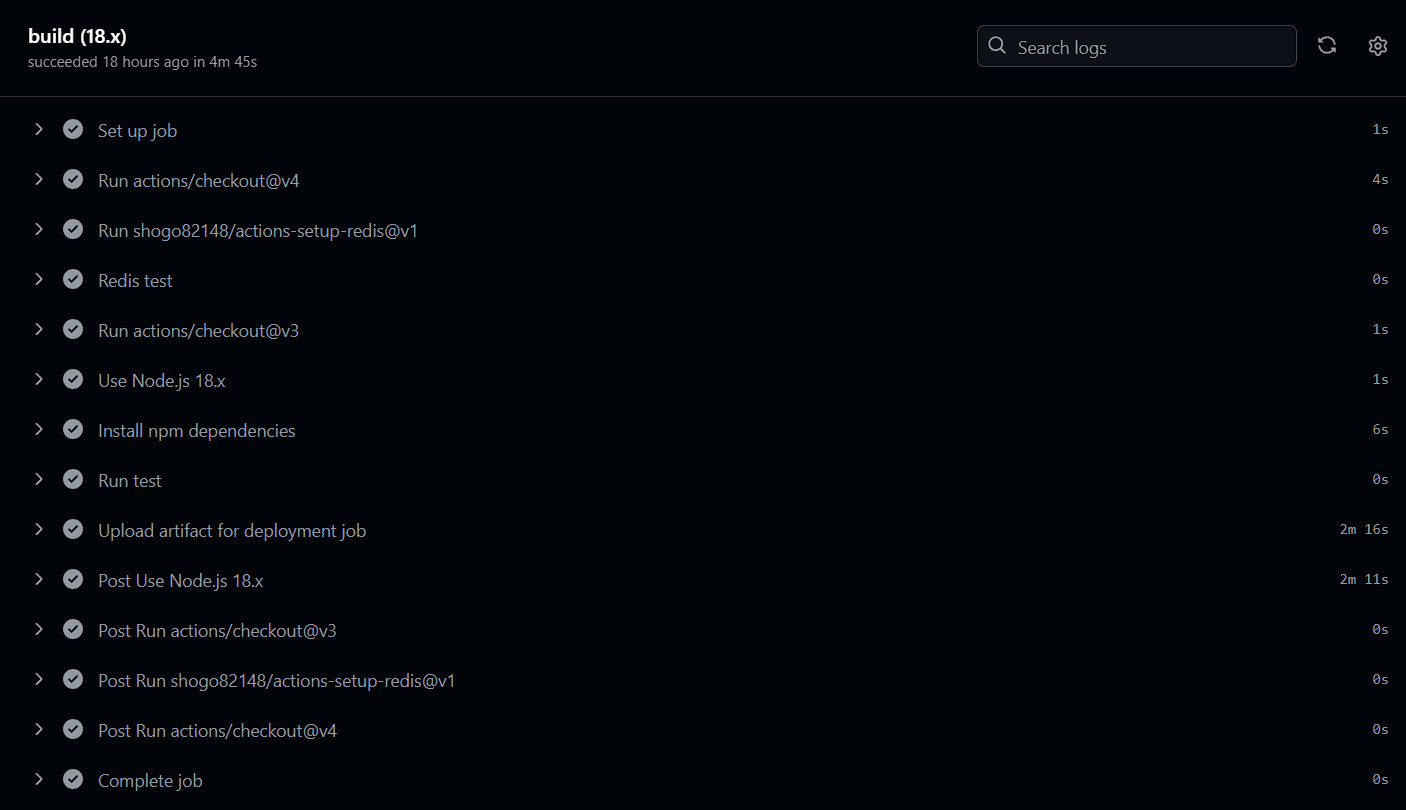 build (18.x)
succeeded 18 hours ago in 4m 45s
Search logs
Set up job 1s
Run actions/checkout@v4 4s
Run shogo82148/actions-setup-redis@v1 0s
Redis test 0s
Run actions/checkout@v3 1s
Use Node.js 18.x 1s
Install npm dependencies 6s
Run test 0s
Upload artifact for deployment job 2m 16s
Post Use Node.js 18.x 2m 11s
Post Run actions/checkout@v3 0s
Post Run shogo82148/actions-setup-redis@v1 0s
Post Run actions/checkout@v4 0s
Complete job 0s